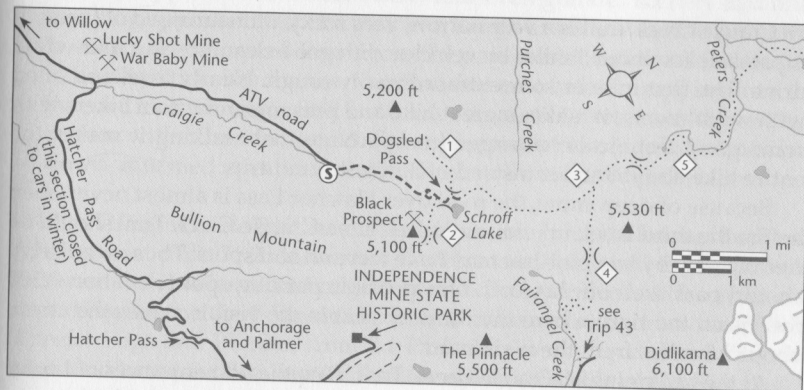 to Willow
Lucky Shot Mine
War Baby Mine
ATV road
Craigie Creek
Hatcher Pass Road
(this section closed
to cars in winter)
Bullion Mountain
Hatcher Pass
to Anchorage
and Palmer
S
5,200 ft
Dogsled
Pass
1
Black
Prospect
5,100 ft
2
Schroff
Lake
INDEPENDENCE
MINE STATE
HISTORIC PARK
The Pinnacle
5,500 ft
Purches
Creek
W
N
S
E
Peters
Creek
3
5
5,530 ft
4
Fairangel
Creek
see
Trip 43
1 mi
1 km
Didlikama
6,100 ft